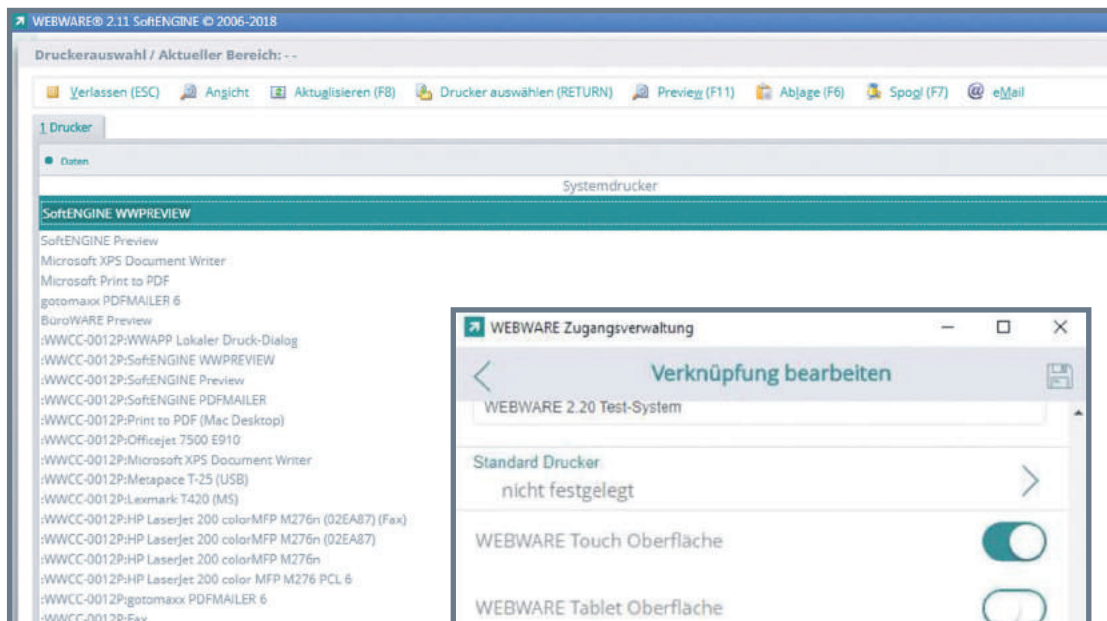 WEBWARE® 2.11 SoftENGINE © 2006-2018
Druckerauswahl / Aktueller Bereich: - -
Verlassen (ESC) Ansicht Aktuglisieren (F8) Drucker auswählen (RETURN) Preview (F11) Ablage (F6) Spogl (F7) @ eMail
1 Drucker
Daten
Systemdrucker
SoftENGINE WWPREVIEW
SoftENGINE Preview
Microsoft XPS Document Writer
Microsoft Print to PDF
gotomaxx PDFMAILER 6
BüroWARE Preview
:WWCC-0012P:WWAPP Lokaler Druck-Dialog
:WWCC-0012P:SoftENGINE WWPREVIEW
:WWCC-0012P:SoftENGINE Preview
:WWCC-0012P:SoftENGINE PDFMAILER
:WWCC-0012P:Print to PDF (Mac Desktop)
:WWCC-0012P:Officejet 7500 E910
:WWCC-0012P:Microsoft XPS Document Writer
:WWCC-0012P:Metapace T-25 (USB)
:WWCC-0012P:Lexmark T420 (MS)
:WWCC-0012P:HP LaserJet 200 colorMFP M276n (02EA87) (Fax)
:WWCC-0012P:HP LaserJet 200 colorMFP M276n (02EA87)
:WWCC-0012P:HP LaserJet 200 colorMFP M276n
:WWCC-0012P:HP LaserJet 200 color MFP M276 PCL 6
:WWCC-0012P:gotomaxx PDFMAILER 6
:WWCC-0012P:Fax
WEBWARE Zugangsverwaltung
Verknüpfung bearbeiten
WEBWARE 2.20 Test-System
Standard Drucker
nicht festgelegt
WEBWARE Touch Oberfläche
WEBWARE Tablet Oberfläche